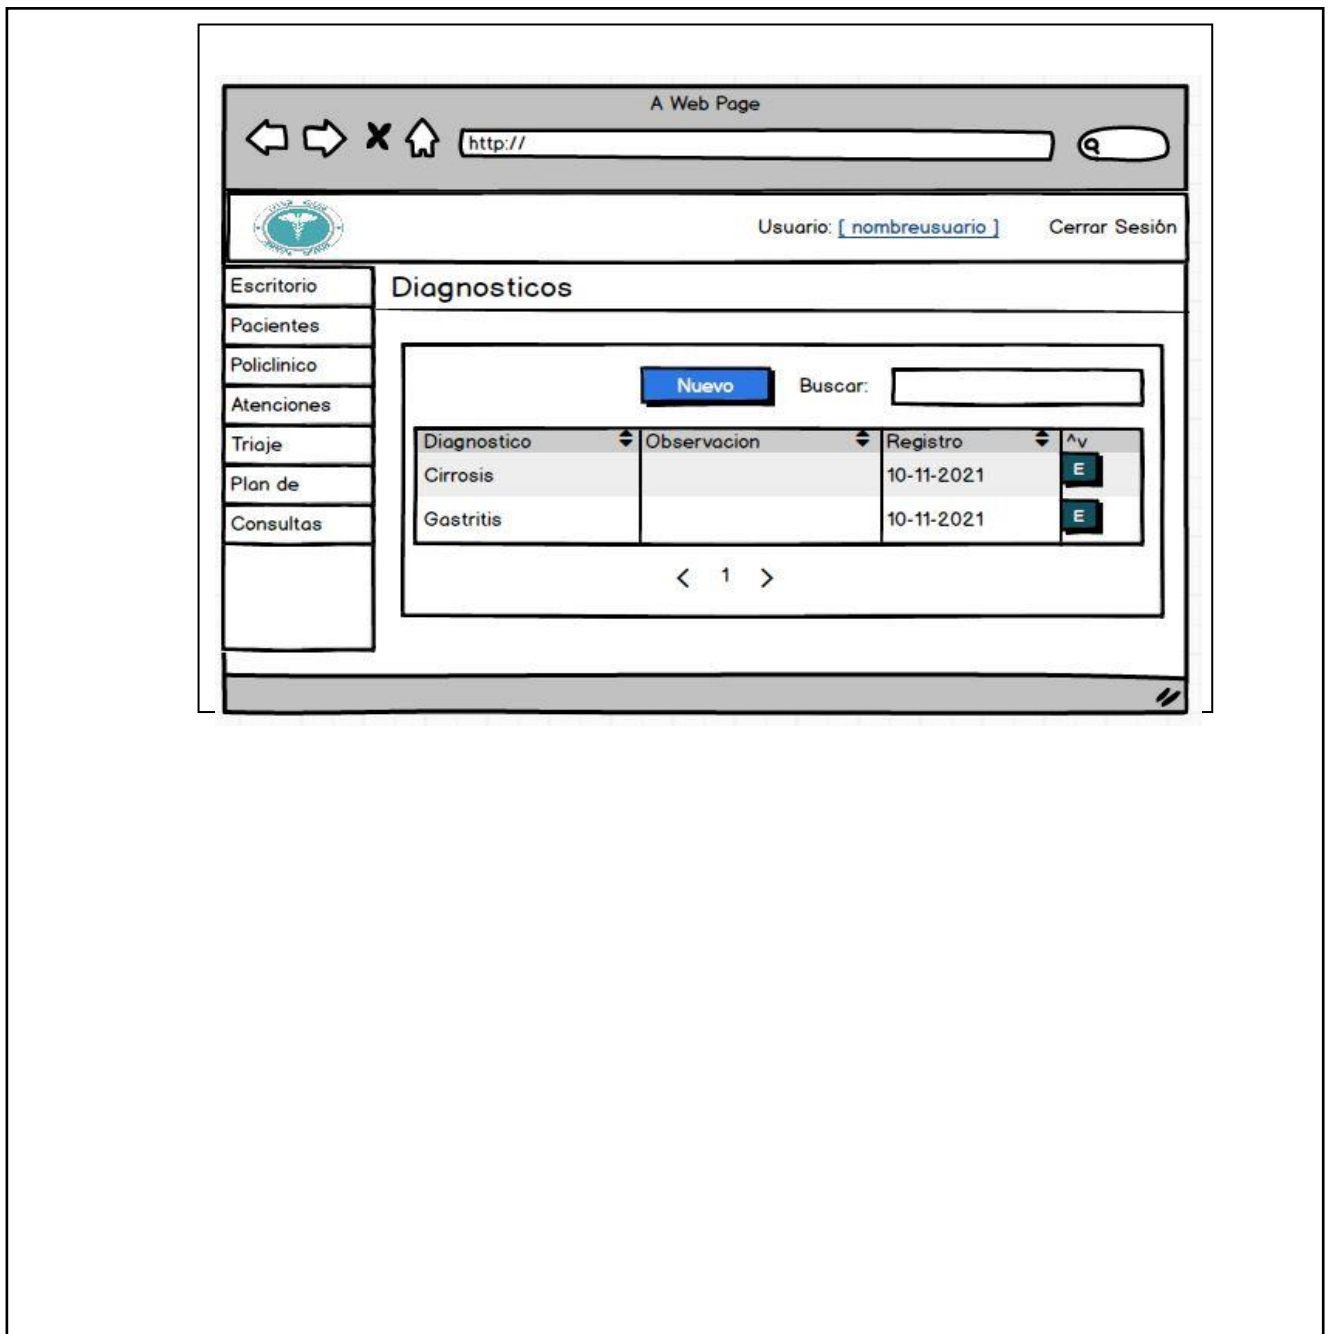 A Web Page
http://
Usuario: [ nombreusuario ] Cerrar Sesión
Escritorio
Pacientes
Policlinico
Atenciones
Triaje
Plan de
Consultas
Diagnosticos
Nuevo Buscar:
Diagnostico Observacion Registro ^v
Cirrosis 10-11-2021 E
Gastritis 10-11-2021 E
< 1 >